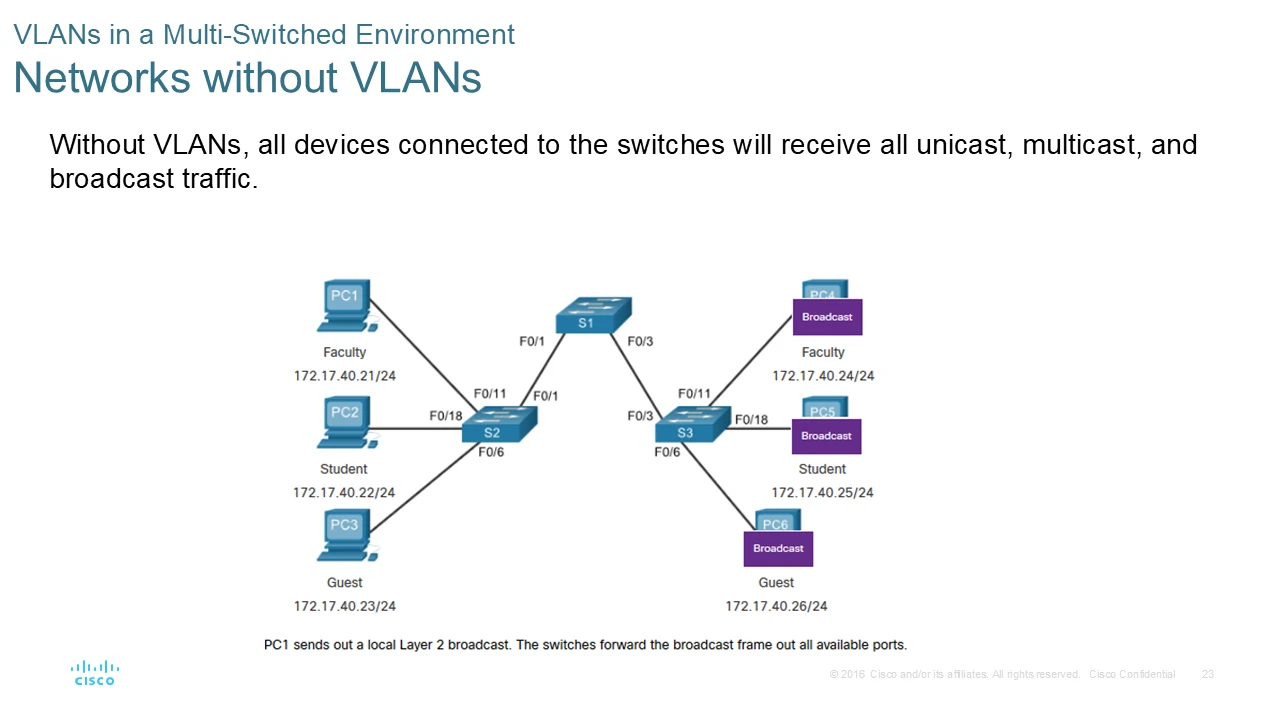 VLANs in a Multi-Switched Environment
Networks without VLANs
Without VLANs, all devices connected to the switches will receive all unicast, multicast, and
broadcast traffic.
PC1
Faculty
172.17.40.21/24
PC2
Student
172.17.40.22/24
PC3
Guest
172.17.40.23/24
S1
F0/1
F0/3
F0/11
F0/1
F0/18
S2
F0/6
F0/11
F0/3
F0/18
S3
F0/6
PC4
Broadcast
Faculty
172.17.40.24/24
PC5
Broadcast
Student
172.17.40.25/24
PC6
Broadcast
Guest
172.17.40.26/24
PC1 sends out a local Layer 2 broadcast. The switches forward the broadcast frame out all available ports.
CISCO
© 2016 Cisco and/or its affiliates. All rights reserved. Cisco Confidential
23